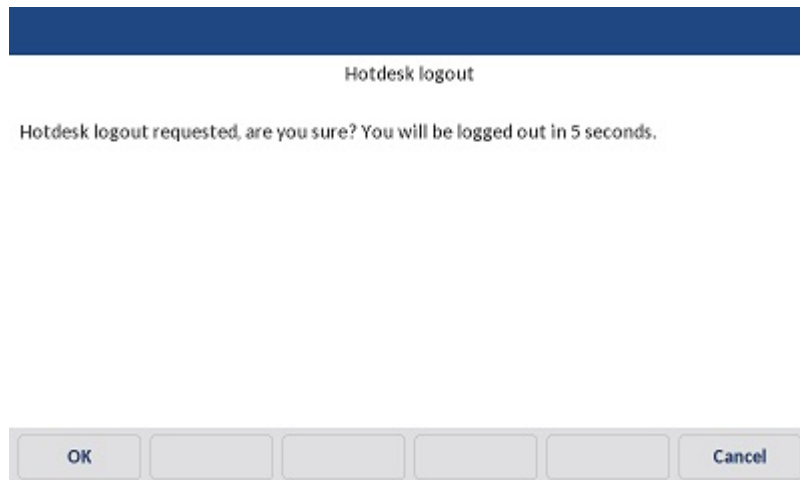 Hotdesk logout
Hotdesk logout requested, are you sure? You will be logged out in 5 seconds.
OK
Cancel